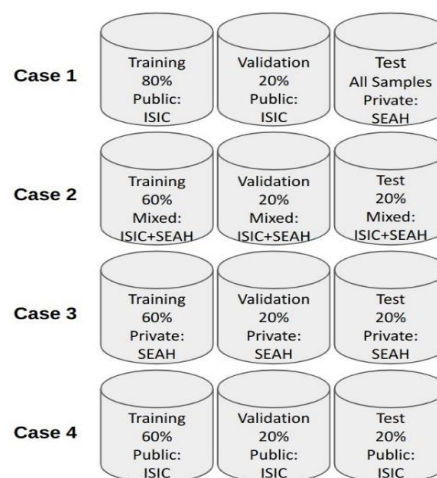 Case 1
Training
80%
Public:
ISIC
Validation
20%
Public:
ISIC
Test
All Samples
Private:
SEAH
Case 2
Training
60%
Mixed:
ISIC+SEAH
Validation
20%
Mixed:
ISIC+SEAH
Test
20%
Mixed:
ISIC+SEAH
Case 3
Training
60%
Private:
SEAH
Validation
20%
Private:
SEAH
Test
20%
Private:
SEAH
Case 4
Training
60%
Public:
ISIC
Validation
20%
Public:
ISIC
Test
20%
Public:
ISIC